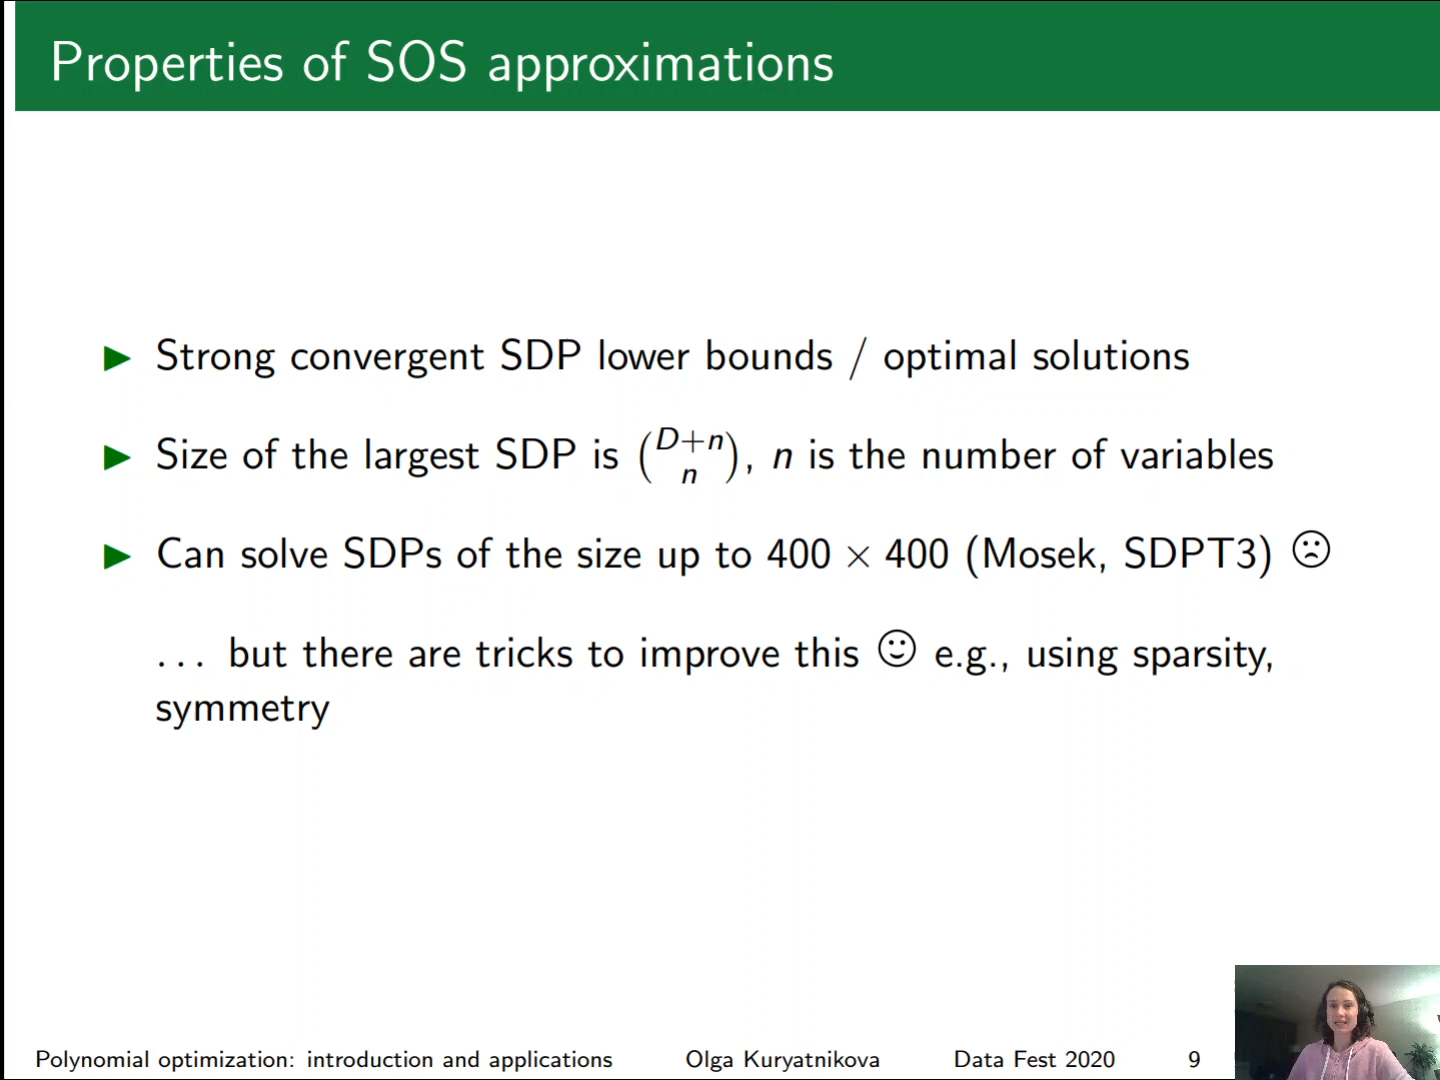 Properties of SOS approximations
▶ Strong convergent SDP lower bounds / optimal solutions
▶ Size of the largest SDP is (D+n n), n is the number of variables
▶ Can solve SDPs of the size up to 400 × 400 (Mosek, SDPT3) ☹
... but there are tricks to improve this ☺ e.g., using sparsity,
symmetry
Polynomial optimization: introduction and applications Olga Kuryatnikova Data Fest 2020 9